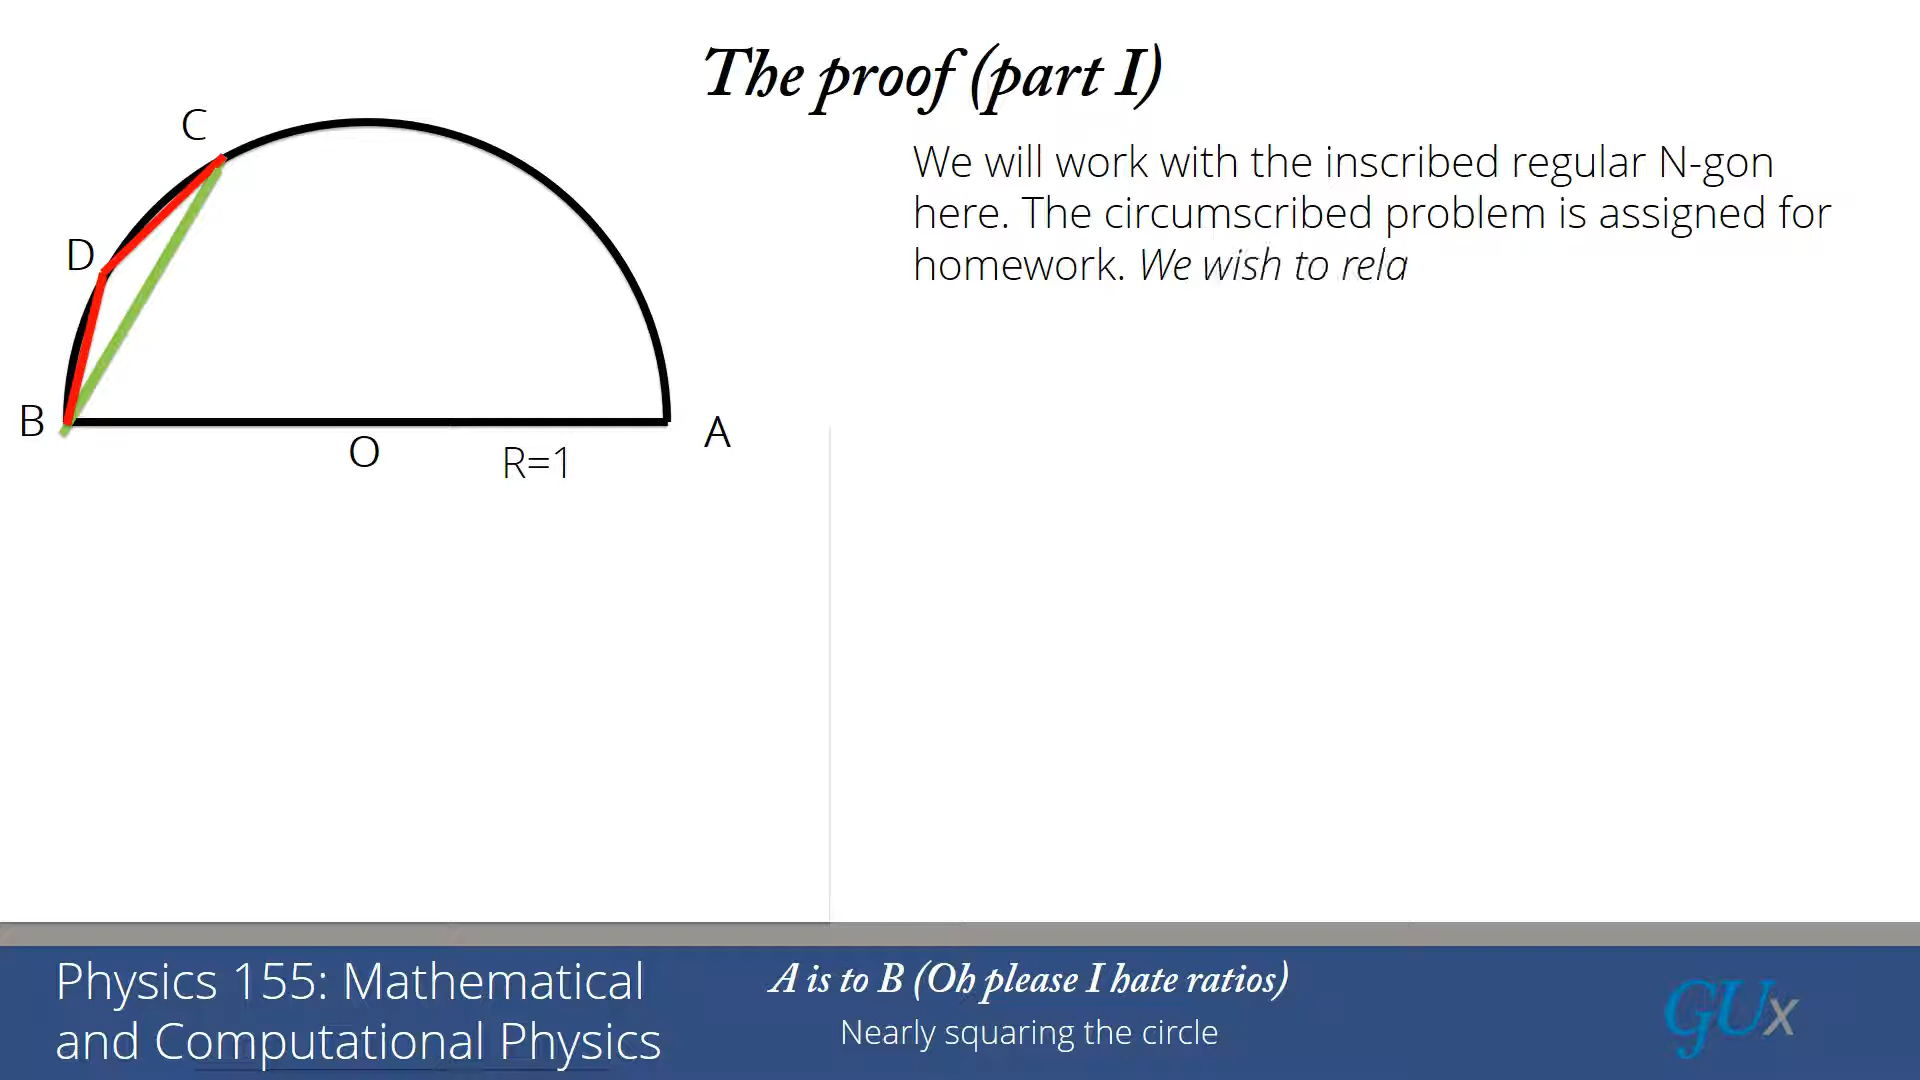 The proof (part I)
C
D
B
O
R=1
A
We will work with the inscribed regular N-gon
here. The circumscribed problem is assigned for
homework. We wish to rela
Physics 155: Mathematical
and Computational Physics
A is to B (Oh please I hate ratios)
Nearly squaring the circle
GUx